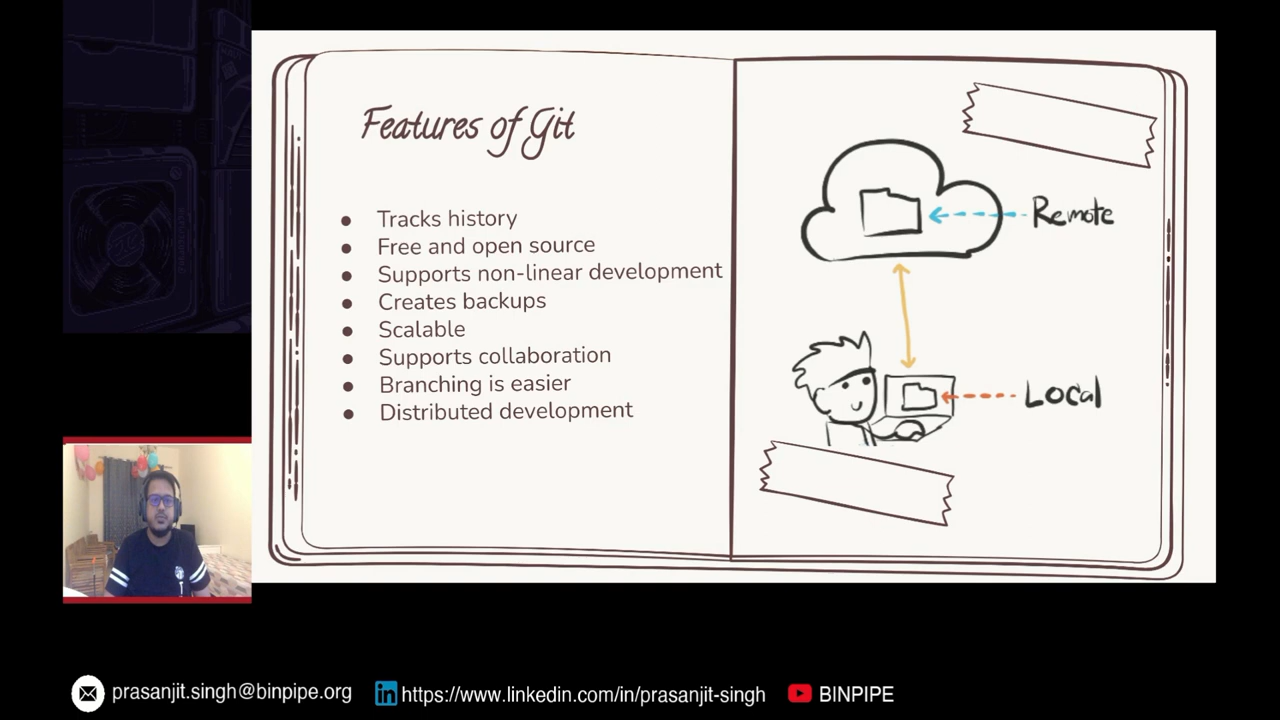 Features of Git
● Tracks history
● Free and open source
● Supports non-linear development
● Creates backups
● Scalable
● Supports collaboration
● Branching is easier
● Distributed development
Remote
Local
prasanjit.singh@binpipe.org
in https://www.linkedin.com/in/prasanjit-singh
BINPIPE